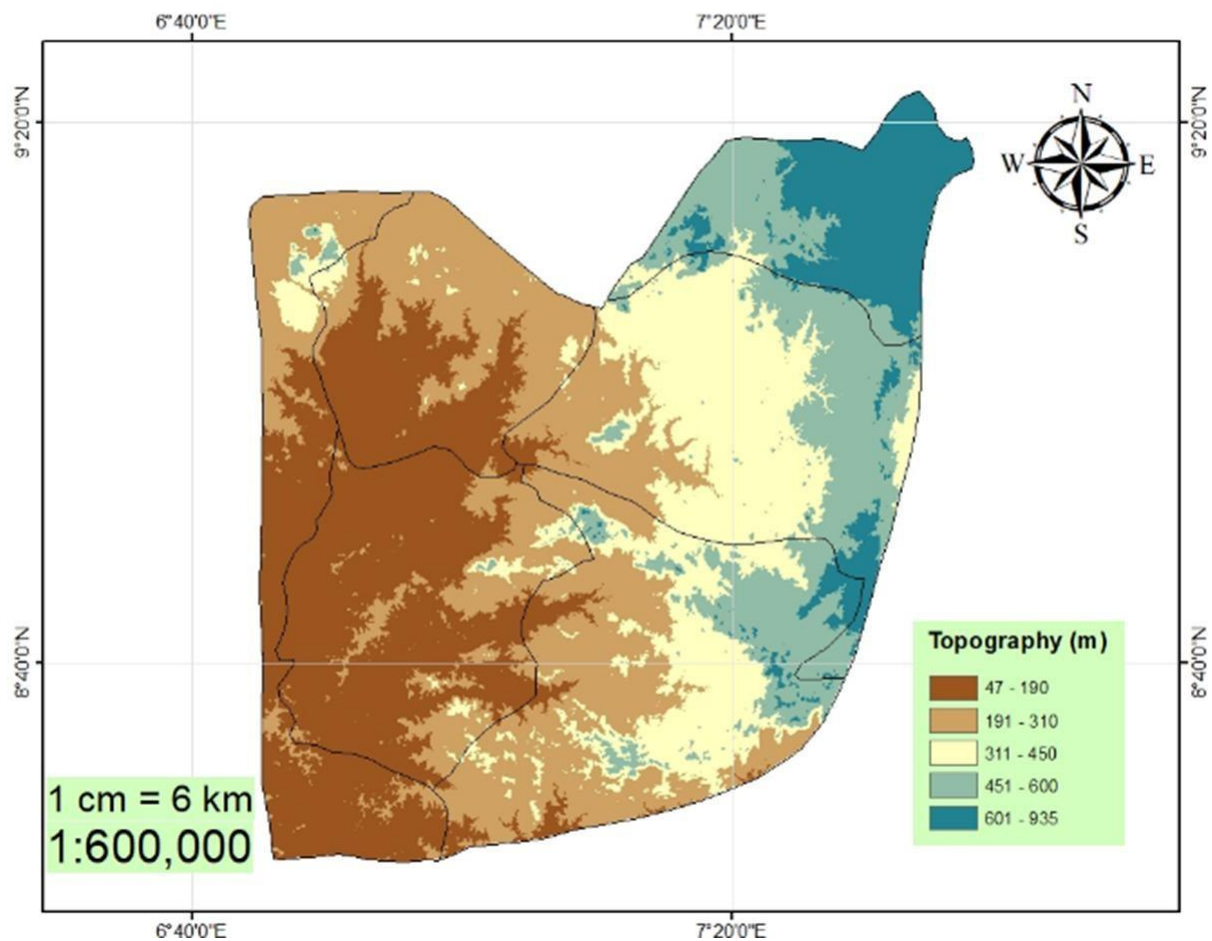 6°40'0"E 7°20'0"E
9°20'0"N 9°20'0"N
N
W E
S
8°40'0"N 8°40'0"N
Topography (m)
47 - 190
191 - 310
311 - 450
451 - 600
601 - 935
1 cm = 6 km
1:600,000
6°40'0"E 7°20'0"E